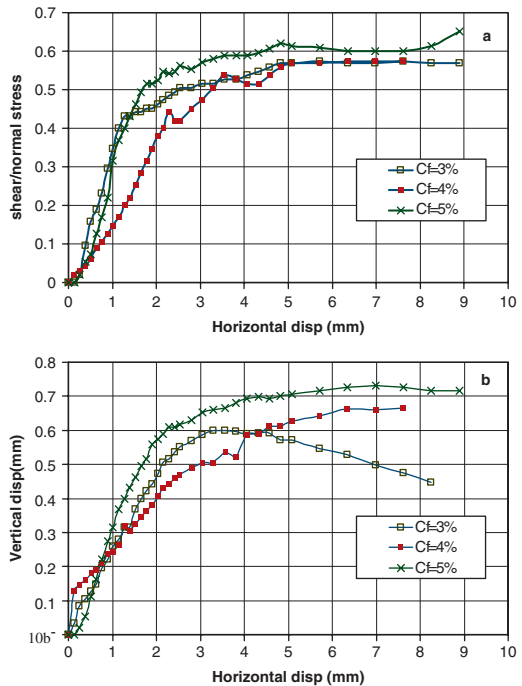 0.7
0.6
0.5
0.4
0.3
0.2
0.1
0
shear/normal stress
a
Cf=3%
Cf=4%
Cf=5%
0 1 2 3 4 5 6 7 8 9 10
Horizontal disp (mm)
0.8
0.7
0.6
0.5
0.4
0.3
0.2
0.1
10b-
Vertical disp(mm)
b
Cf=3%
Cf=4%
Cf=5%
0 1 2 3 4 5 6 7 8 9 10
Horizontal disp (mm)